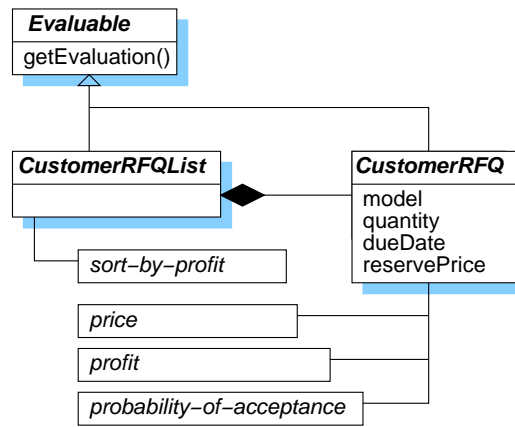 Evaluable
getEvaluation()
CustomerRFQList
CustomerRFQ
model
quantity
dueDate
reservePrice
sort−by−profit
price
profit
probability−of−acceptance